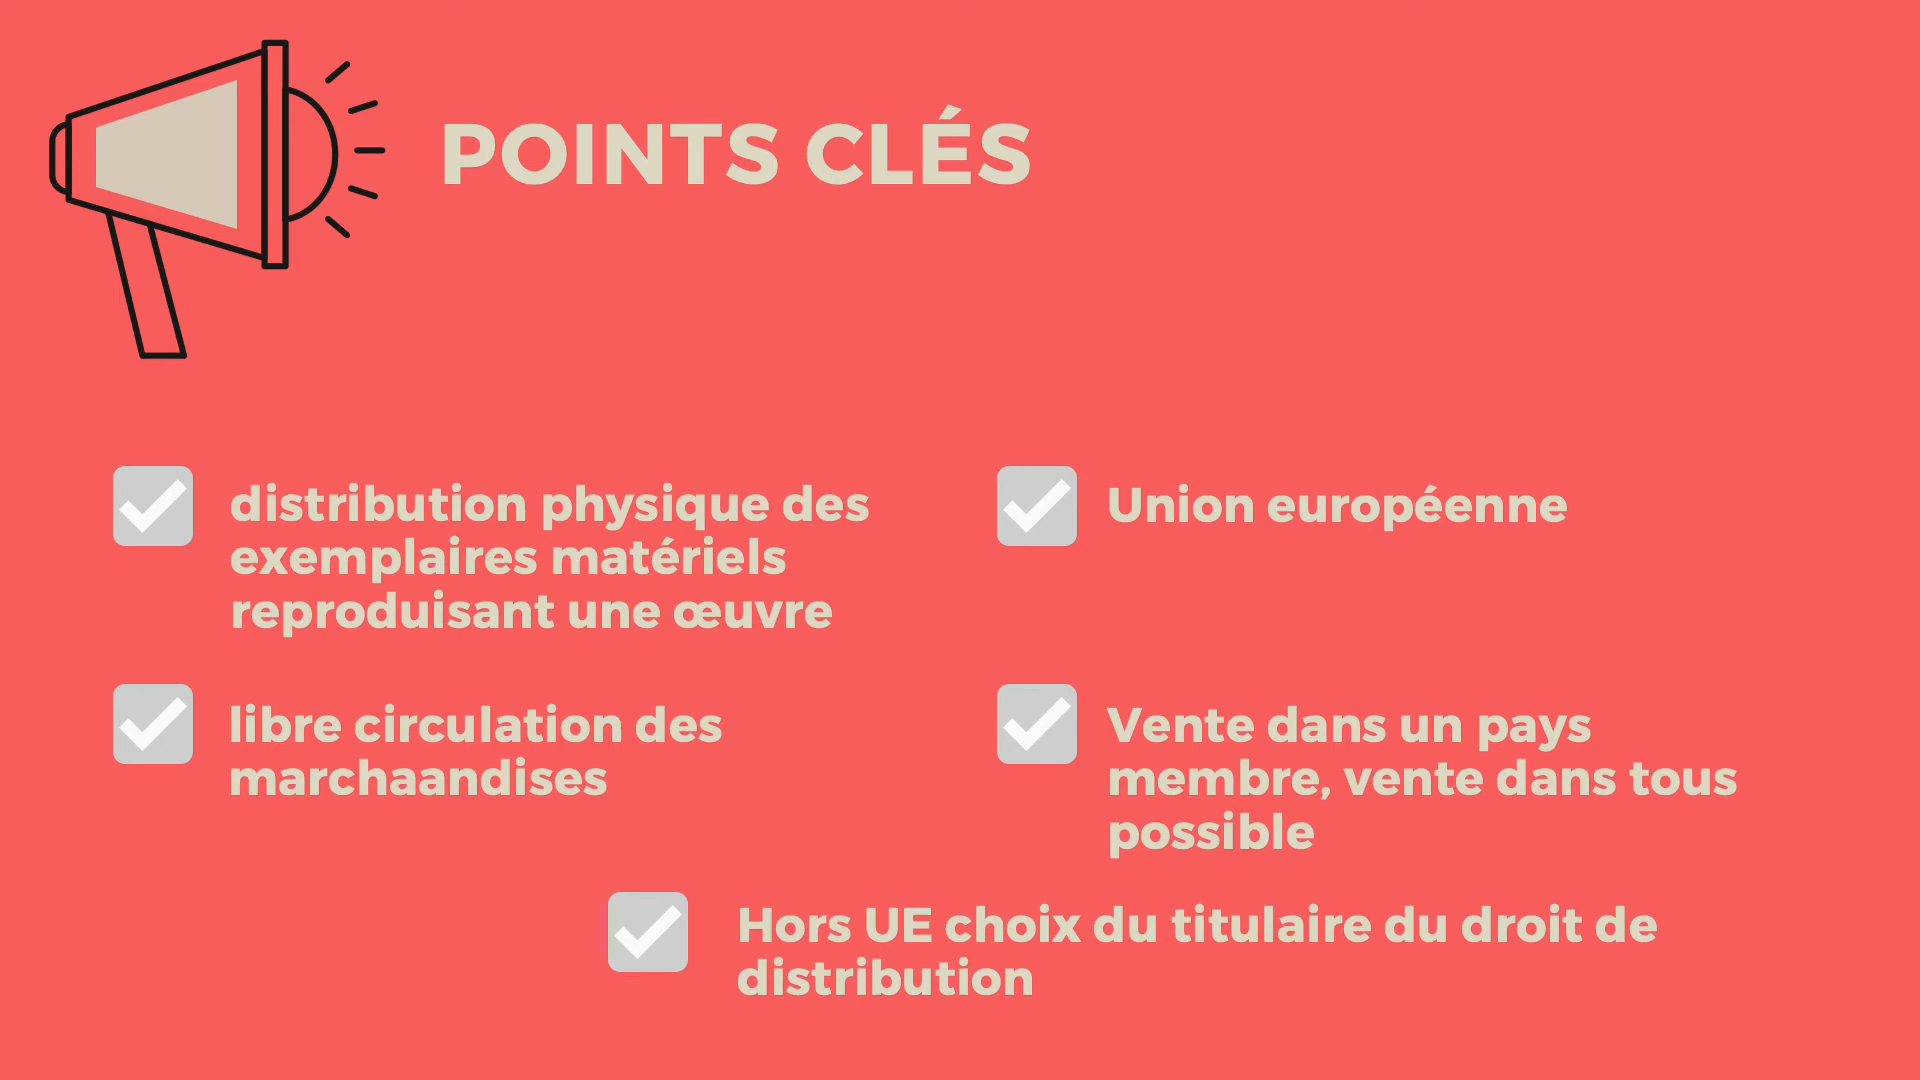 POINTS CLÉS
distribution physique des
exemplaires matériels
reproduisant une œuvre
Union européenne
libre circulation des
marchaandises
Vente dans un pays
membre, vente dans tous
possible
Hors UE choix du titulaire du droit de
distribution